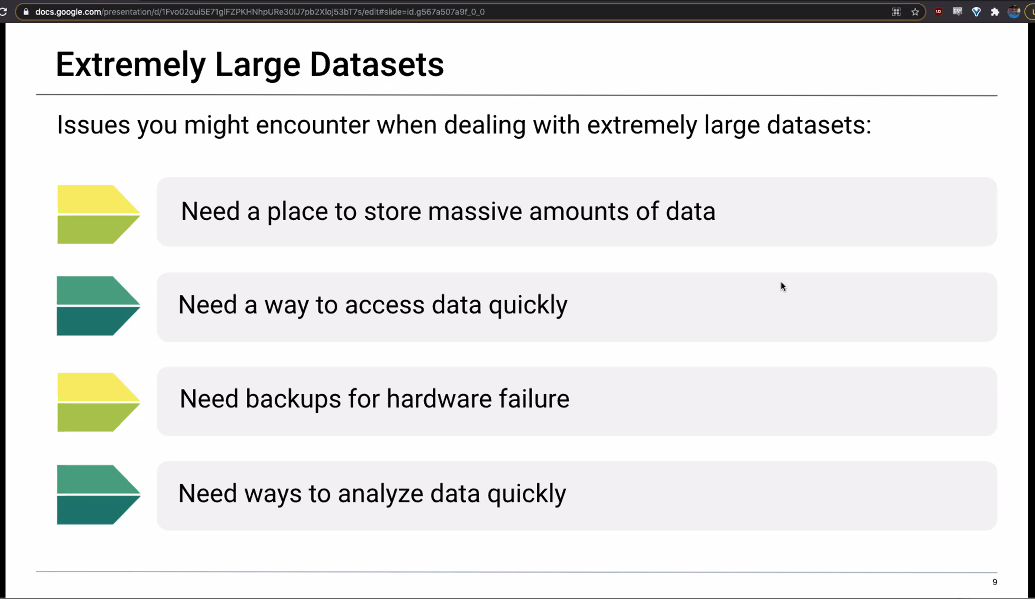 docs.google.com/presentation/d/1Fvo02oui5E71glFZPKHNhpURe30lJ7pb2Xloj53bT7s/edit#slide=id.g567a507a9f_0_0
Extremely Large Datasets
Issues you might encounter when dealing with extremely large datasets:
Need a place to store massive amounts of data
Need a way to access data quickly
Need backups for hardware failure
Need ways to analyze data quickly
9